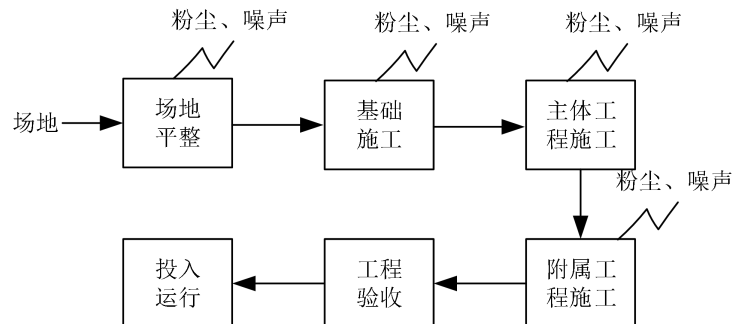 粉尘、噪声
粉尘、噪声
粉尘、噪声
场地
场地
平整
基础
施工
主体工
程施工
粉尘、噪声
投入
运行
工程
验收
附属工
程施工